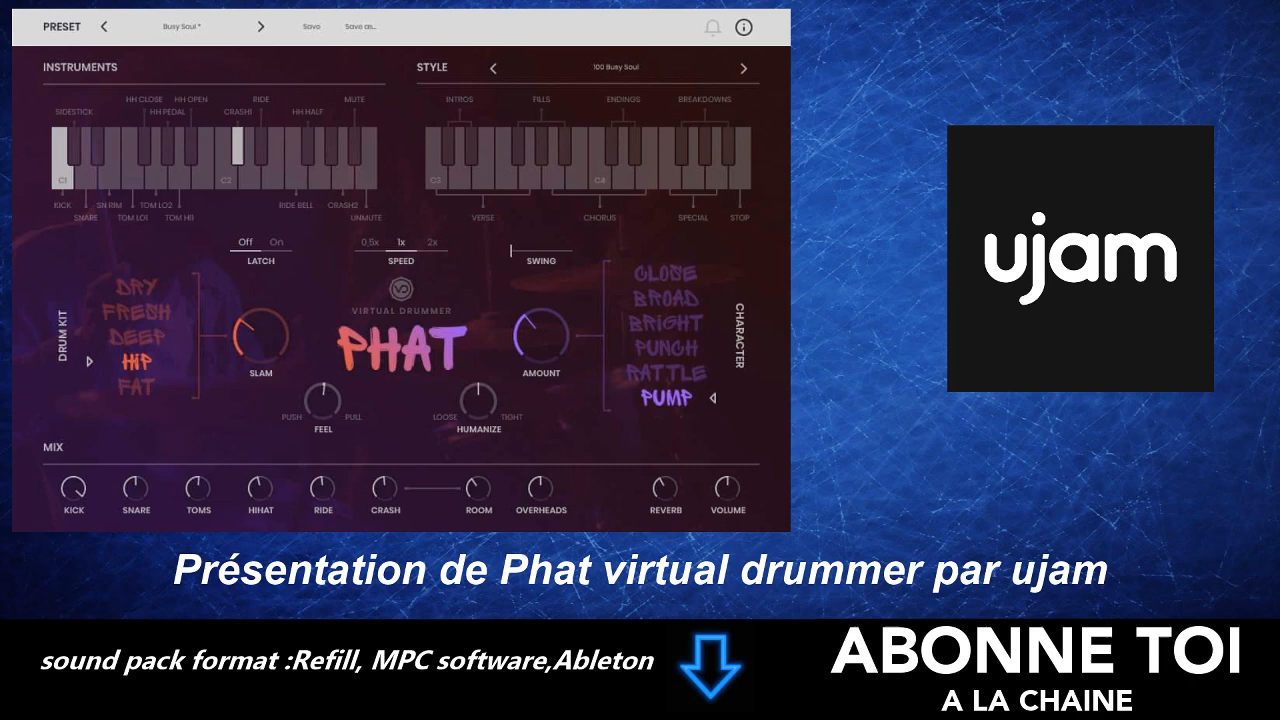 PRESET Busy Soul * Save Save as...
INSTRUMENTS
STYLE 100 Busy Soul
HH CLOSE HH OPEN RIDE MUTE
SIDESTICK HH PEDAL CRASH1 HH HALF
INTROS FILLS ENDINGS BREAKDOWNS
C1 C2 C3 C4
KICK SN RIM TOM LO2 RIDE BELL CRASH2
SNARE TOM LO1 TOM HI1 UNMUTE
VERSE CHORUS SPECIAL STOP
Off On
LATCH
0,5x 1x 2x
SPEED
SWING
VIRTUAL DRUMMER
PHAT
DRUM KIT
DRY
FRESH
DEEP
HIP
FAT
SLAM
AMOUNT
CLOSE
BROAD
BRIGHT
PUNCH
RATTLE
PUMP
CHARACTER
PUSH PULL
FEEL
LOOSE TIGHT
HUMANIZE
MIX
KICK SNARE TOMS HIHAT RIDE CRASH ROOM OVERHEADS REVERB VOLUME
ujam
Présentation de Phat virtual drummer par ujam
sound pack format :Refill, MPC software,Ableton
ABONNE TOI
A LA CHAINE